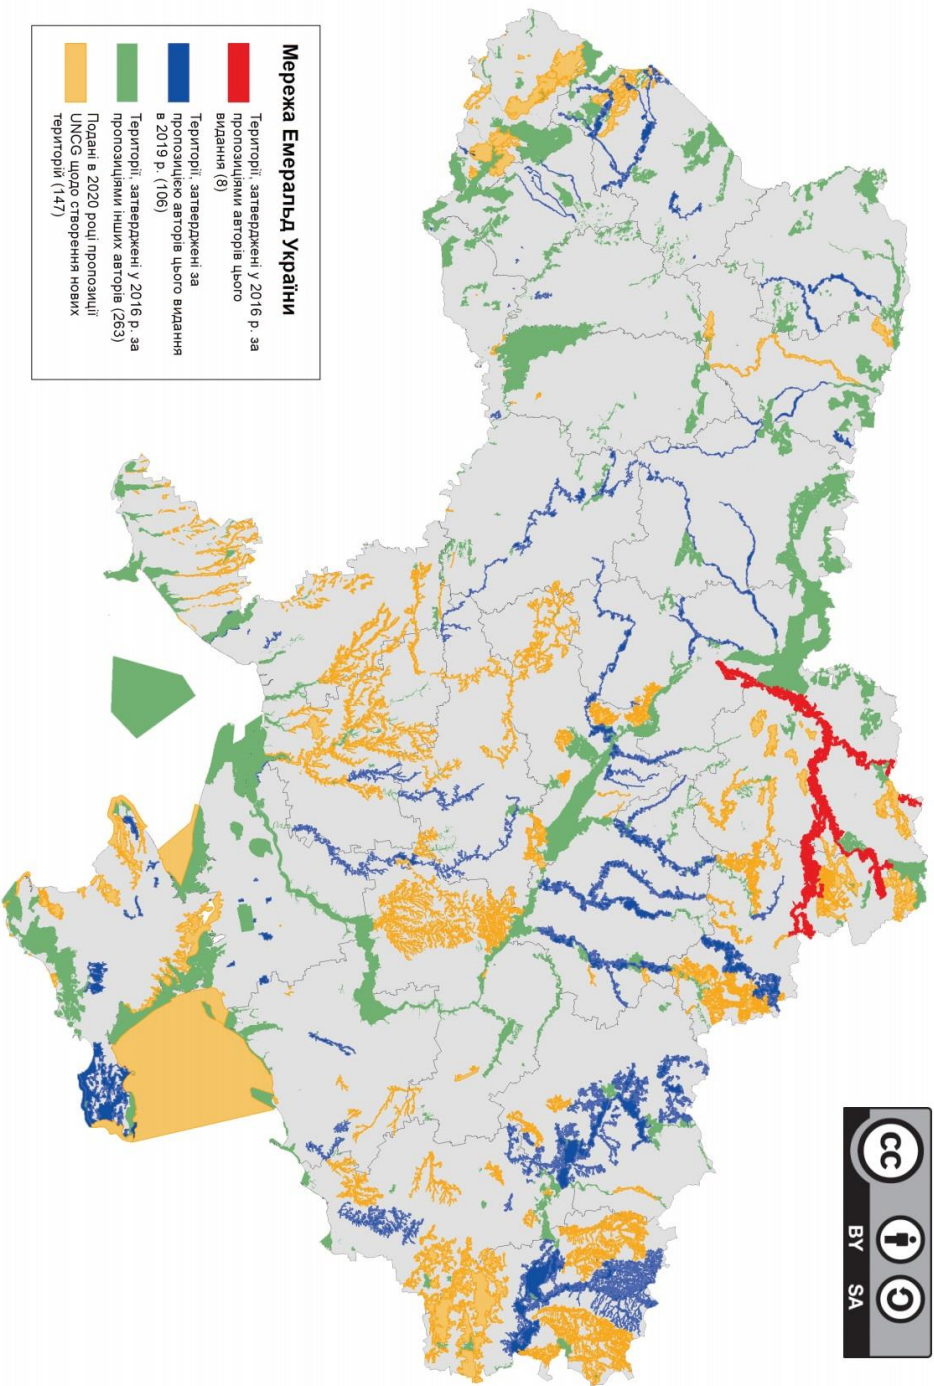 Мережа Емеральд України
Території, затверджені у 2016 р. за
пропозиціями авторів цього
видання (8)
Території, затверджені за
пропозицією авторів цього видання
в 2019 р. (106)
Території, затверджені у 2016 р. за
пропозиціями інших авторів (263)
Подані в 2020 році пропозиції
UNCG щодо створення нових
територій (147)
cc
BY SA